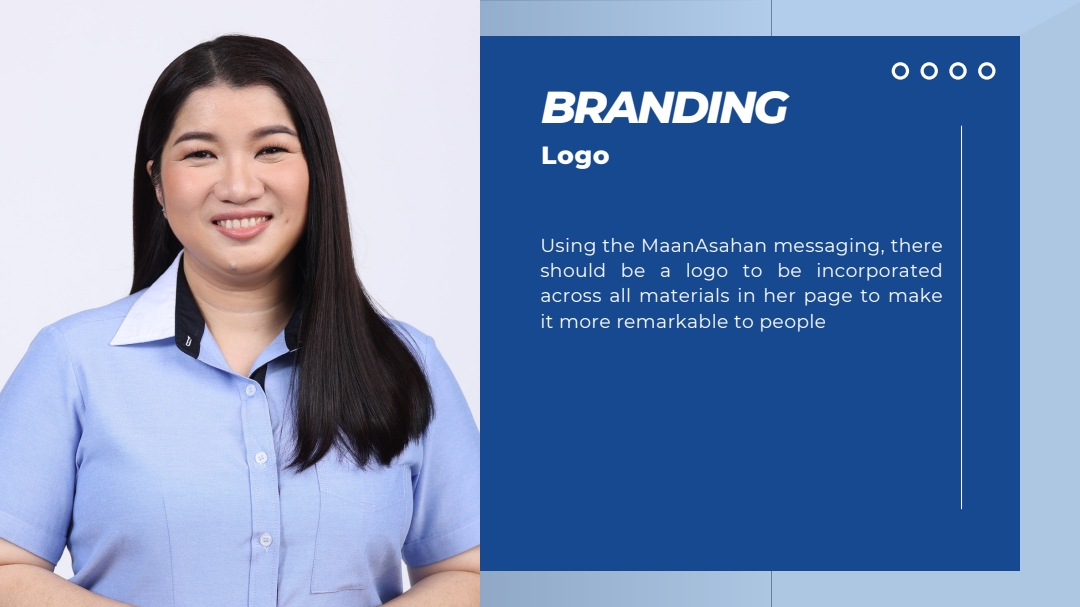 BRANDING
Logo
Using the MaanAsahan messaging, there
should be a logo to be incorporated
across all materials in her page to make
it more remarkable to people